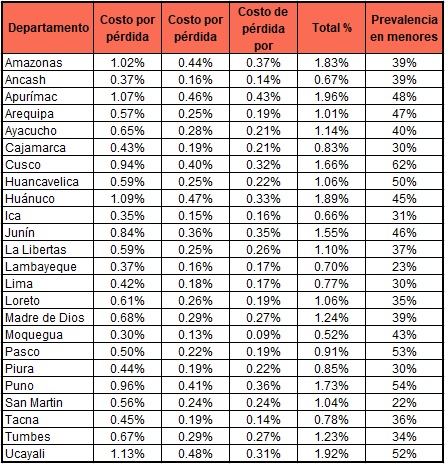 Departamento Costo por pérdida Costo por pérdida Costo de pérdida por Total % Prevalencia en menores
Amazonas 1.02% 0.44% 0.37% 1.83% 39%
Ancash 0.37% 0.16% 0.14% 0.67% 39%
Apurímac 1.07% 0.46% 0.43% 1.96% 48%
Arequipa 0.57% 0.25% 0.19% 1.01% 47%
Ayacucho 0.65% 0.28% 0.21% 1.14% 40%
Cajamarca 0.43% 0.19% 0.21% 0.83% 30%
Cusco 0.94% 0.40% 0.32% 1.66% 62%
Huancavelica 0.59% 0.25% 0.22% 1.06% 50%
Huánuco 1.09% 0.47% 0.33% 1.89% 45%
Ica 0.35% 0.15% 0.16% 0.66% 31%
Junín 0.84% 0.36% 0.35% 1.55% 46%
La Libertas 0.59% 0.25% 0.26% 1.10% 37%
Lambayeque 0.37% 0.16% 0.17% 0.70% 23%
Lima 0.42% 0.18% 0.17% 0.77% 30%
Loreto 0.61% 0.26% 0.19% 1.06% 35%
Madre de Dios 0.68% 0.29% 0.27% 1.24% 39%
Moquegua 0.30% 0.13% 0.09% 0.52% 43%
Pasco 0.50% 0.22% 0.19% 0.91% 53%
Piura 0.44% 0.19% 0.22% 0.85% 30%
Puno 0.96% 0.41% 0.36% 1.73% 54%
San Martin 0.56% 0.24% 0.24% 1.04% 22%
Tacna 0.45% 0.19% 0.14% 0.78% 36%
Tumbes 0.67% 0.29% 0.27% 1.23% 34%
Ucayali 1.13% 0.48% 0.31% 1.92% 52%